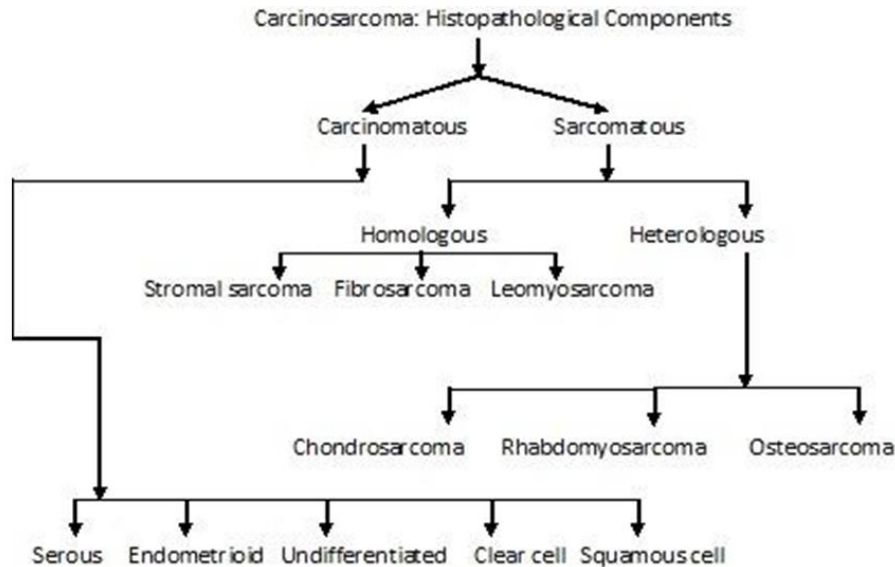 Carcinosarcoma: Histopathological Components
Carcinomatous Sarcomatous
Homologous Heterologous
Stromal sarcoma Fibrosarcoma Leomyosarcoma
Chondrosarcoma Rhabdomyosarcoma Osteosarcoma
Serous Endometrioid Undifferentiated Clear cell Squamous cell